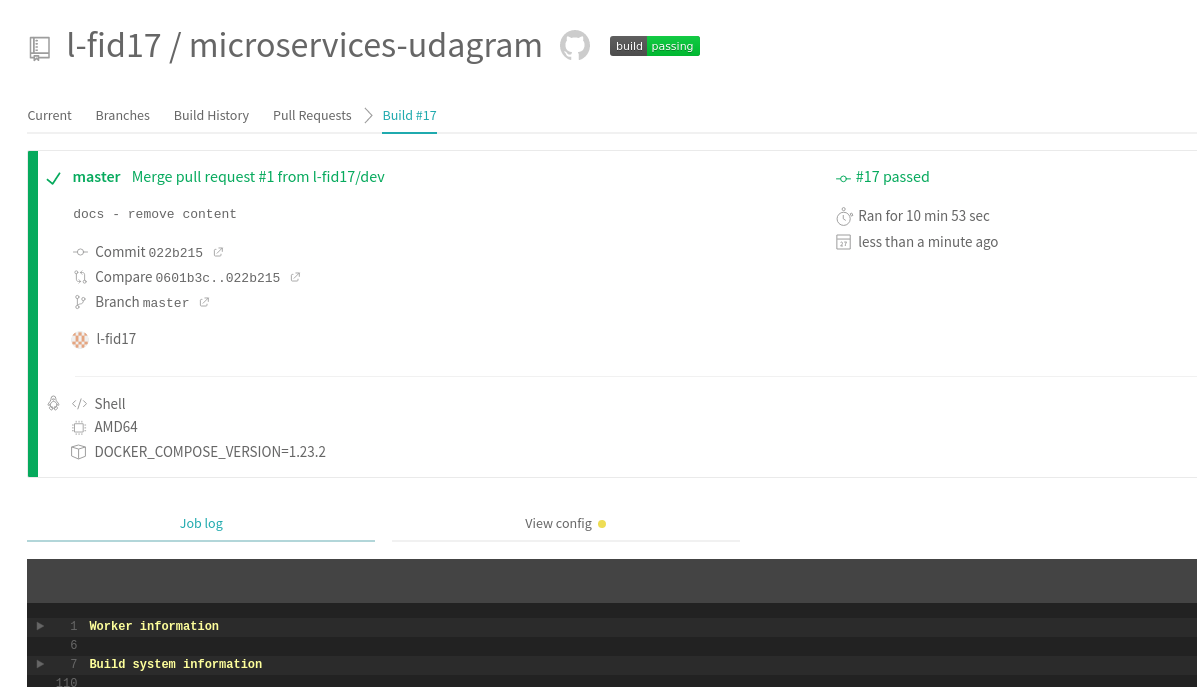 l-fid17 / microservices-udagram build passing
Current Branches Build History Pull Requests Build #17
master Merge pull request #1 from l-fid17/dev
#17 passed
docs - remove content
Ran for 10 min 53 sec
less than a minute ago
Commit 022b215
Compare 0601b3c..022b215
Branch master
l-fid17
Shell
AMD64
DOCKER_COMPOSE_VERSION=1.23.2
Job log View config
1 Worker information
6
7 Build system information
110